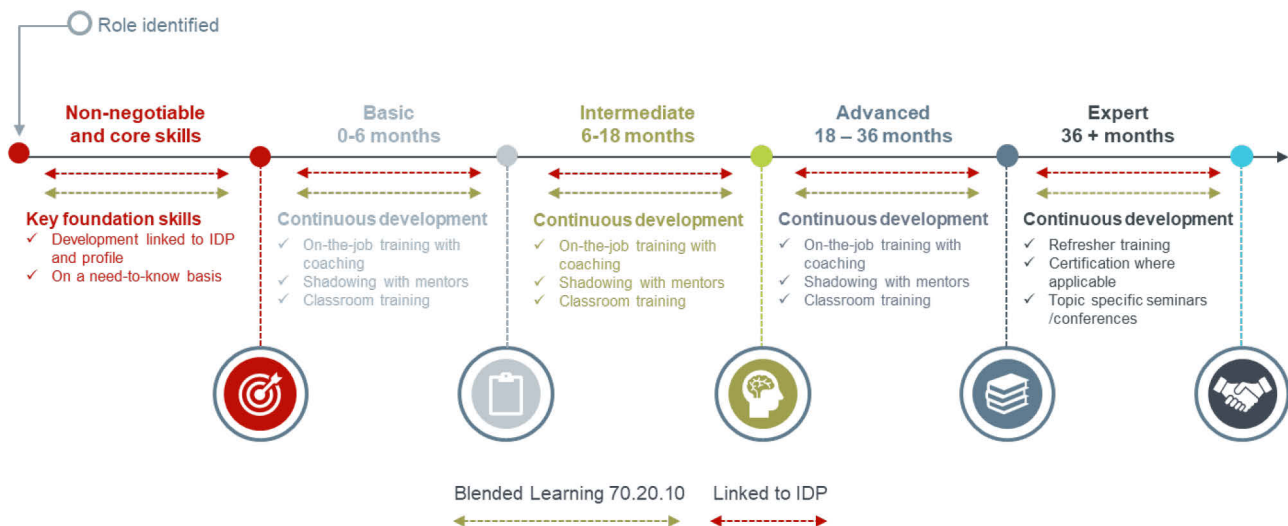 Role identified
Non-negotiable
and core skills
Key foundation skills
✓ Development linked to IDP
and profile
✓ On a need-to-know basis
Basic
0-6 months
Continuous development
✓ On-the-job training with
coaching
✓ Shadowing with mentors
✓ Classroom training
Intermediate
6-18 months
Continuous development
✓ On-the-job training with
coaching
✓ Shadowing with mentors
✓ Classroom training
Advanced
18 – 36 months
Continuous development
✓ On-the-job training with
coaching
✓ Shadowing with mentors
✓ Classroom training
Expert
36 + months
Continuous development
✓ Refresher training
✓ Certification where
applicable
✓ Topic specific seminars
/conferences
Blended Learning 70.20.10
Linked to IDP